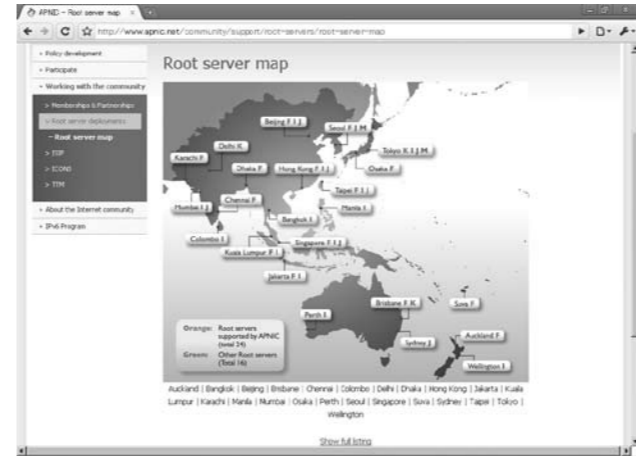 APNIC - Root server map
http://www.apnic.net/community/support/root-servers/root-server-map
Policy development
Participate
Working with the community
> Memberships & Partnerships
> Root server deployments
- Root server map
> ICONS
> TTM
About the Internet community
IPv6 Program
Root server map
Beijing F. I. J.
Seoul F. J. M.
Delhi K.
Tokyo K. I. J. M.
Karachi F.
Dhaka F.
Hong Kong F. I. J.
Osaka F.
Taipei F. I. J.
Mumbai I. J.
Chennai F.
Manila I.
Bangkok I.
Colombo I.
Singapore F. I. J.
Kuala Lumpur F. I.
Jakarta F. I.
Brisbane F. K.
Suva F.
Perth I.
Orange: Root servers
supported by APNIC
(total 24)
Green: Other Root servers
(Total 16)
Sydney J.
Auckland F.
Wellington I.
Auckland | Bangkok | Beijing | Brisbane | Chennai | Colombo | Delhi | Dhaka | Hong Kong | Jakarta | Kuala
Lumpur | Karachi | Manila | Mumbai | Osaka | Perth | Seoul | Singapore | Suva | Sydney | Taipei | Tokyo |
Wellington
Show full listing